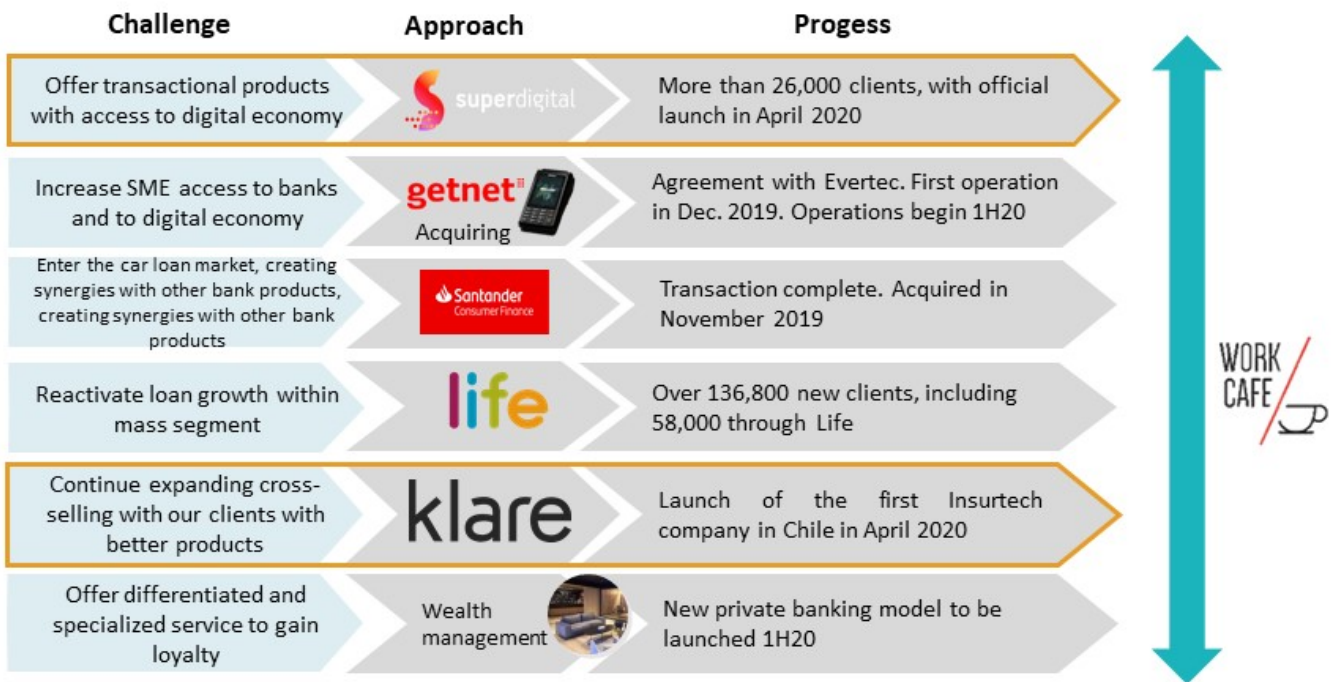 Challenge Approach Progess
Offer transactional products
with access to digital economy
superdigital
More than 26,000 clients, with official
launch in April 2020
Increase SME access to banks
and to digital economy
getnet
Acquiring
Agreement with Evertec. First operation
in Dec. 2019. Operations begin 1H20
Enter the car loan market, creating
synergies with other bank products,
creating synergies with other bank
products
Santander
Consumer Finance
Transaction complete. Acquired in
November 2019
Reactivate loan growth within
mass segment
life
Over 136,800 new clients, including
58,000 through Life
Continue expanding cross-
selling with our clients with
better products
klare
Launch of the first Insurtech
company in Chile in April 2020
Offer differentiated and
specialized service to gain
loyalty
Wealth
management
New private banking model to be
launched 1H20
WORK
CAFE